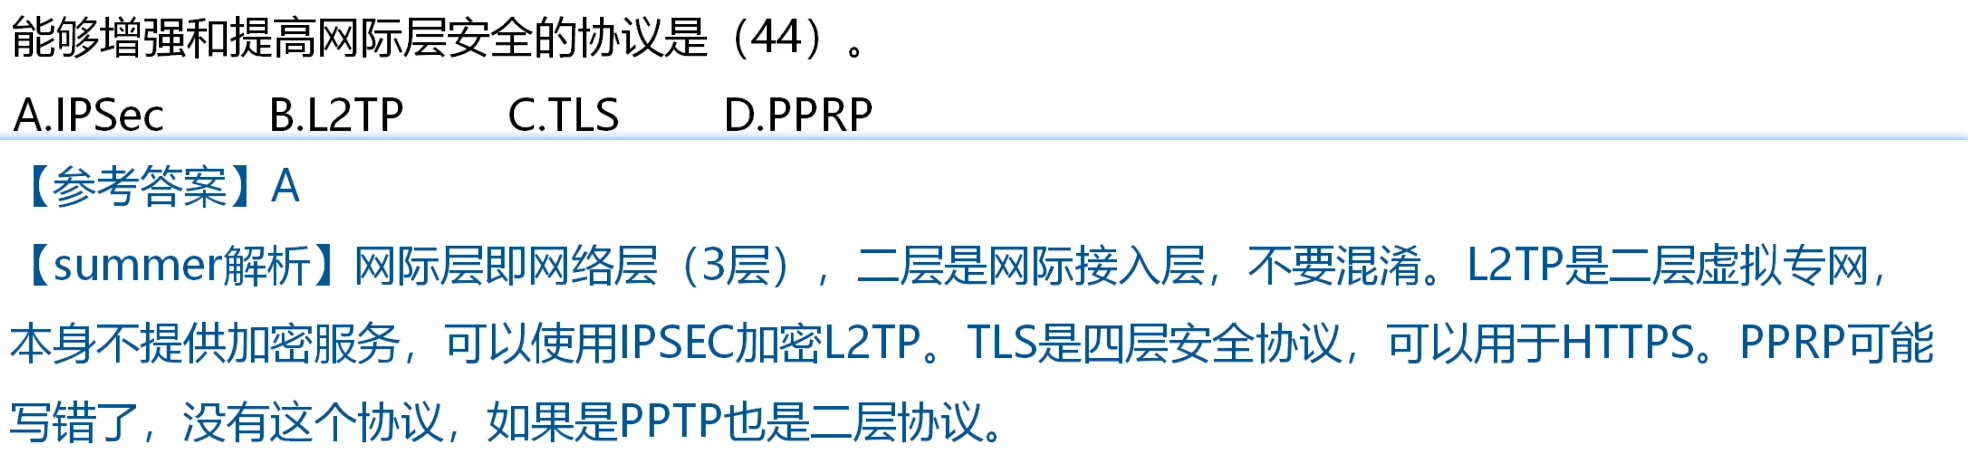 能够增强和提高网际层安全的协议是（44）。
A.IPSec B.L2TP C.TLS D.PPRP
【参考答案】A
【summer解析】网际层即网络层（3层），二层是网际接入层，不要混淆。L2TP是二层虚拟专网，
本身不提供加密服务，可以使用IPSEC加密L2TP。TLS是四层安全协议，可以用于HTTPS。PPRP可能
写错了，没有这个协议，如果是PPTP也是二层协议。